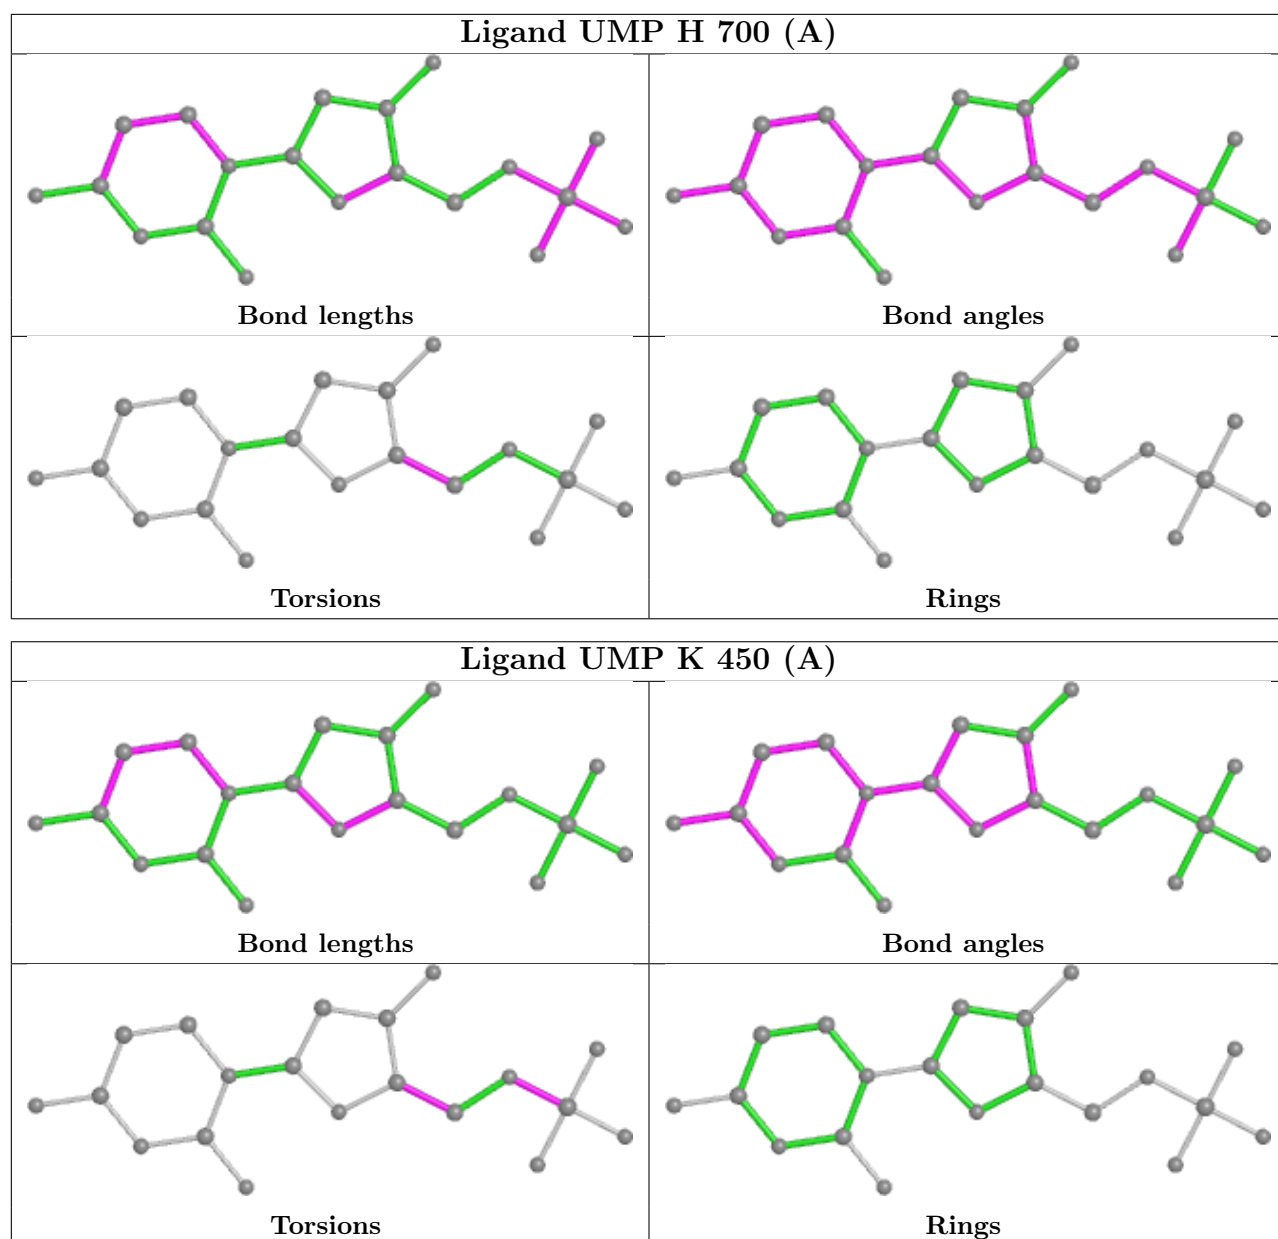 Ligand UMP H 700 (A)
Bond lengths
Bond angles
Torsions
Rings
Ligand UMP K 450 (A)
Bond lengths
Bond angles
Torsions
Rings